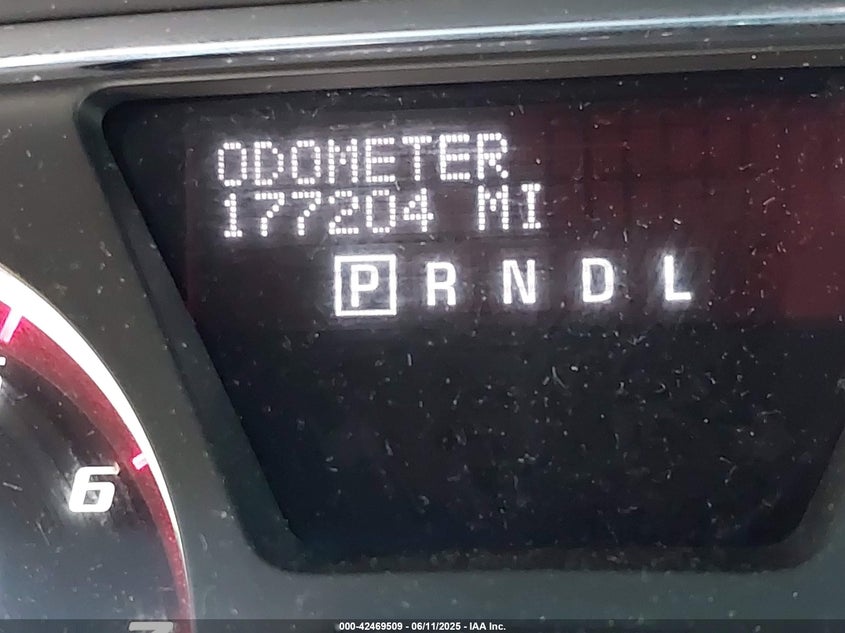 ODOMETER
177204 MI
P R N D L
6
000-42469509 - 06/11/2025 - IAA Inc.